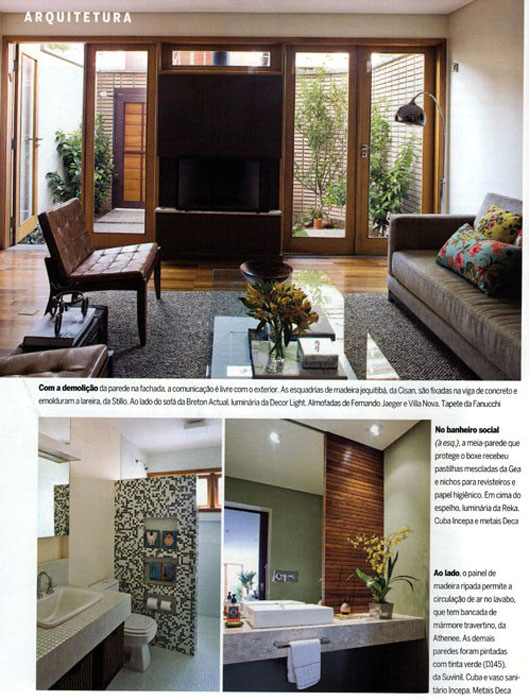 ARQUITETURA
Com a demolição da parede na fachada, a comunicação é livre com o exterior. As esquadrias de madeira jequitibá, da Cisan, são fixadas na viga de concreto e
emolduram a lareira, da Stillo. Ao lado do sofá da Breton Actual, luminária da Decor Light. Almofadas de Fernando Jaeger e Villa Nova. Tapete da Fanucchi
No banheiro social
(à esq.), a meia-parede que
protege o boxe recebeu
pastilhas mescladas da Gea
e nichos para revisteiros e
papel higiênico. Em cima do
espelho, luminária da Reka.
Cuba Incepa e metais Deca
Ao lado, o painel de
madeira ripada permite a
circulação de ar no lavabo,
que tem bancada de
mármore travertino, da
Athenee. As demais
paredes foram pintadas
com tinta verde (D145),
da Suvinil. Cuba e vaso sani-
tário Incepa. Metais Deca